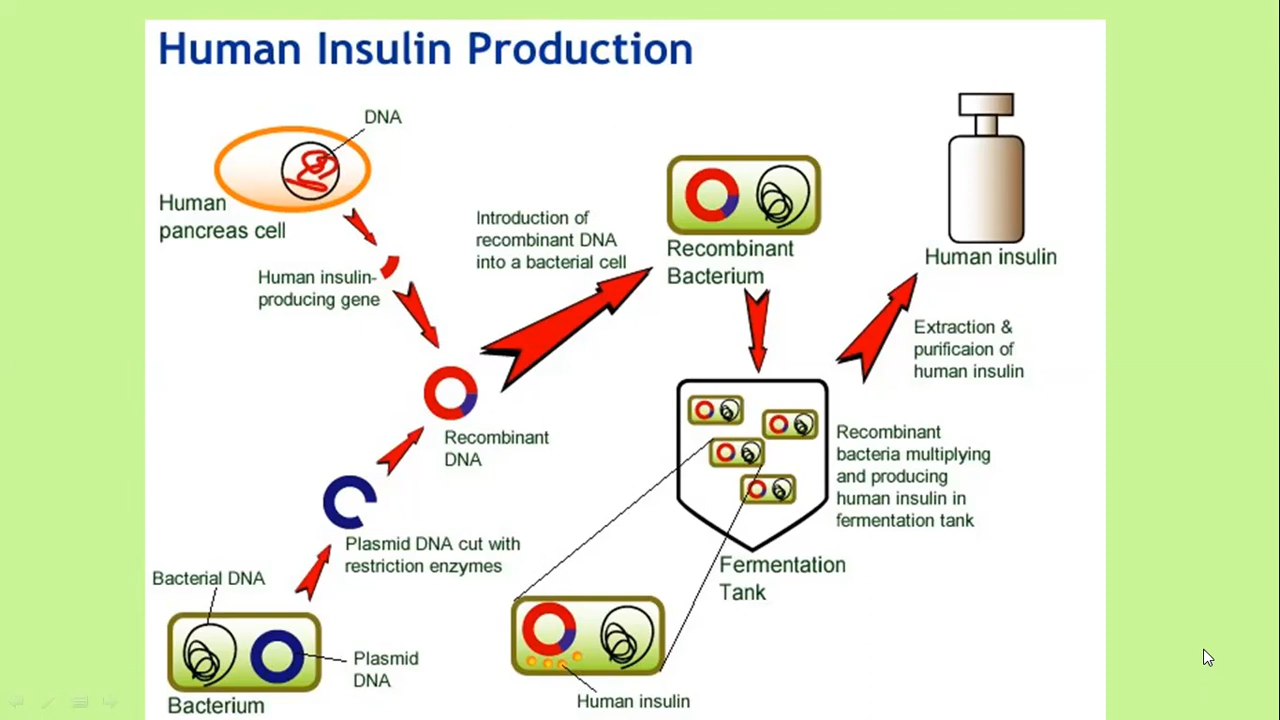 Human Insulin Production
DNA
Human
pancreas cell
Human insulin-
producing gene
Introduction of
recombinant DNA
into a bacterial cell
Recombinant
Bacterium
Human insulin
Extraction &
purificaion of
human insulin
Recombinant
DNA
Recombinant
bacteria multiplying
and producing
human insulin in
fermentation tank
Plasmid DNA cut with
restriction enzymes
Fermentation
Tank
Bacterial DNA
Plasmid
DNA
Bacterium
Human insulin